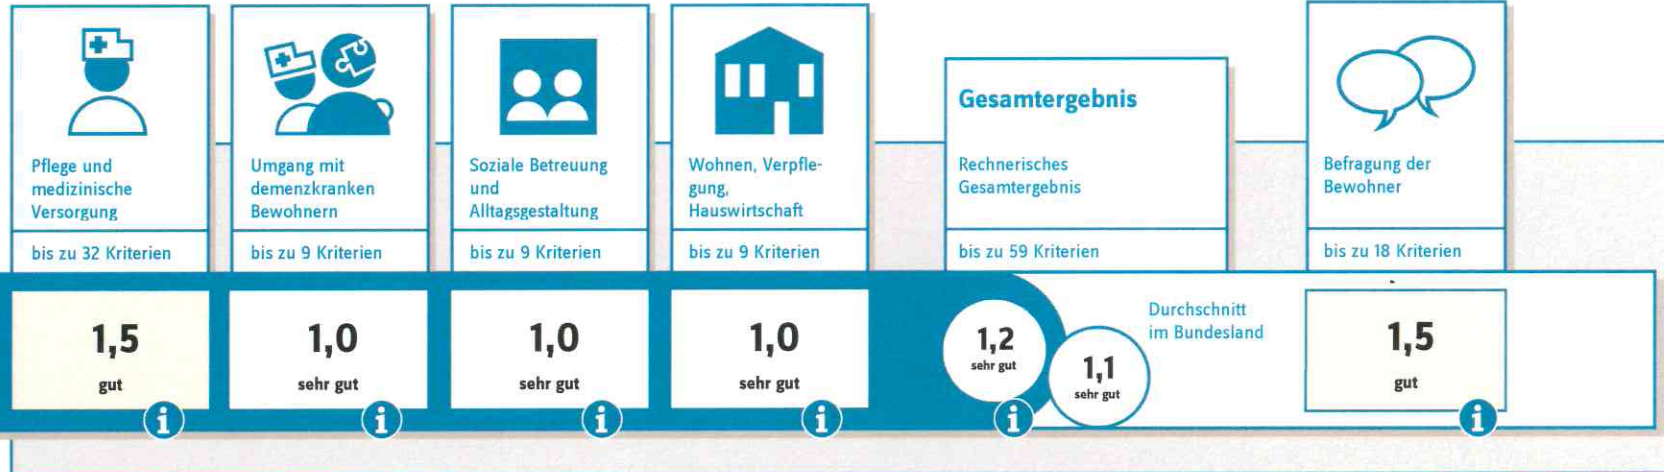 Pflege und
medizinische
Versorgung
bis zu 32 Kriterien
1,5
gut
Umgang mit
demenzkranken
Bewohnern
bis zu 9 Kriterien
1,0
sehr gut
Soziale Betreuung
und
Alltagsgestaltung
bis zu 9 Kriterien
1,0
sehr gut
Wohnen, Verpfle-
gung,
Hauswirtschaft
bis zu 9 Kriterien
1,0
sehr gut
Gesamtergebnis
Rechnerisches
Gesamtergebnis
bis zu 59 Kriterien
1,2
sehr gut
1,1
sehr gut
Durchschnitt
im Bundesland
Befragung der
Bewohner
bis zu 18 Kriterien
1,5
gut